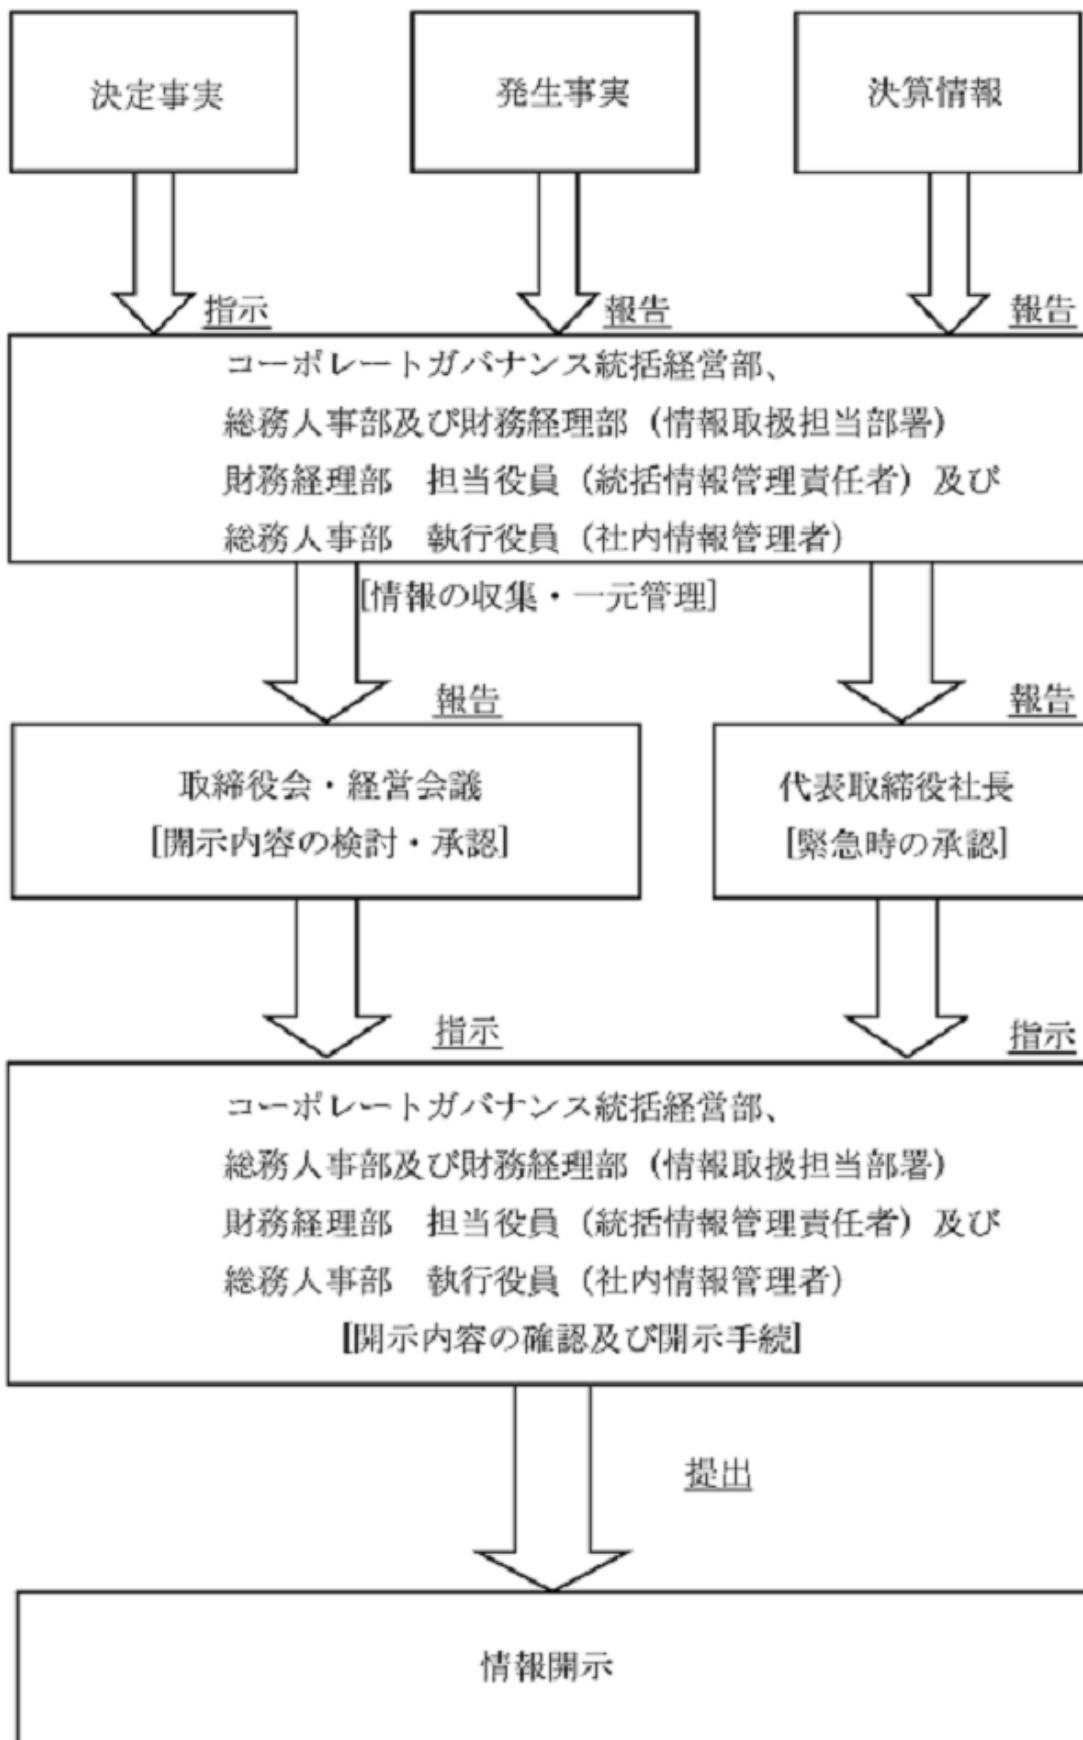 決定事実
発生事実
決算情報
指示
報告
報告
コーポレートガバナンス統括経営部、
総務人事部及び財務経理部（情報取扱担当部署）
財務経理部　担当役員（統括情報管理責任者）及び
総務人事部　執行役員（社内情報管理者）
[情報の収集・一元管理]
報告
報告
取締役会・経営会議
[開示内容の検討・承認]
代表取締役社長
[緊急時の承認]
指示
指示
コーポレートガバナンス統括経営部、
総務人事部及び財務経理部（情報取扱担当部署）
財務経理部　担当役員（統括情報管理責任者）及び
総務人事部　執行役員（社内情報管理者）
[開示内容の確認及び開示手続]
提出
情報開示